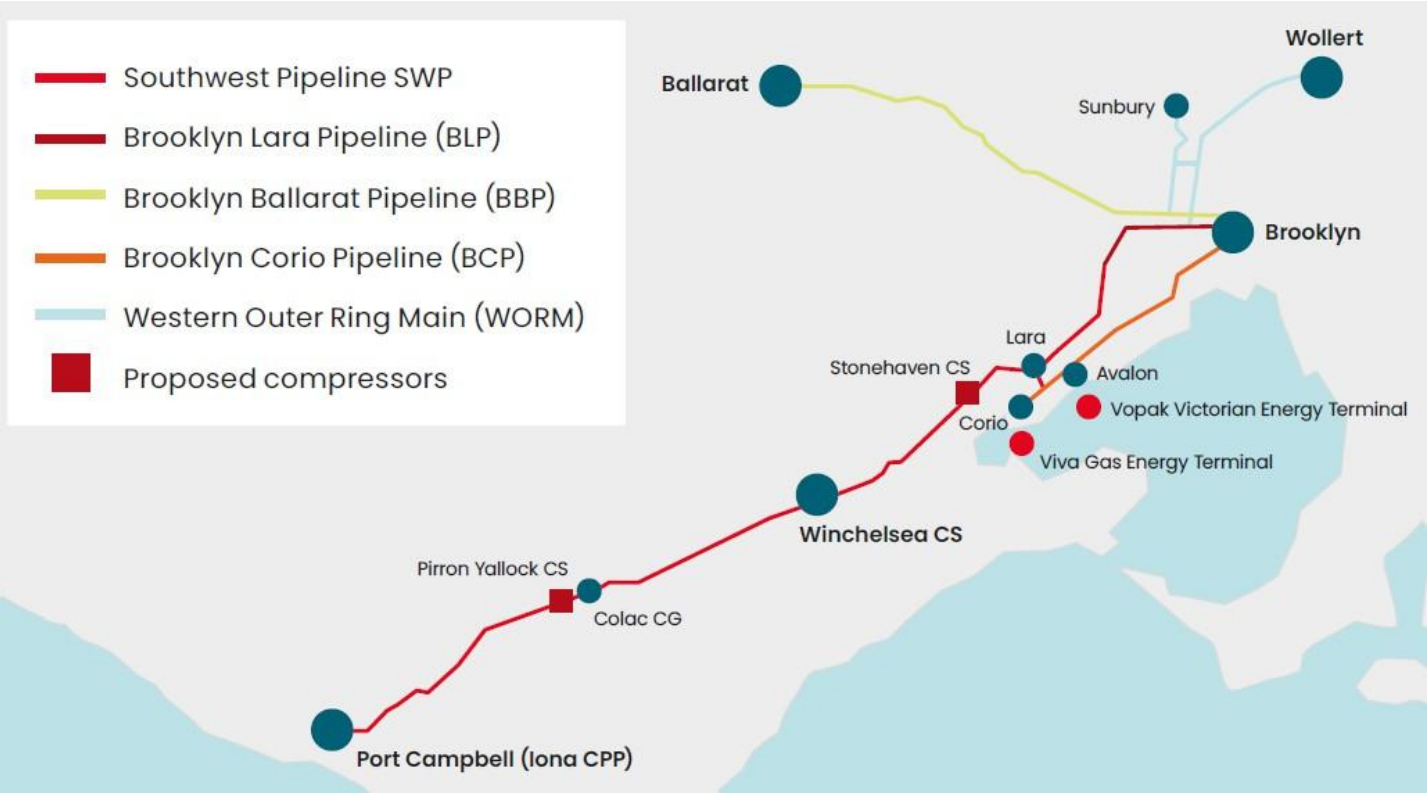 Southwest Pipeline SWP
Brooklyn Lara Pipeline (BLP)
Brooklyn Ballarat Pipeline (BBP)
Brooklyn Corio Pipeline (BCP)
Western Outer Ring Main (WORM)
Proposed compressors
Wollert
Ballarat
Sunbury
Brooklyn
Lara
Stonehaven CS
Avalon
Vopak Victorian Energy Terminal
Corio
Viva Gas Energy Terminal
Winchelsea CS
Pirron Yallock CS
Colac CG
Port Campbell (Iona CPP)